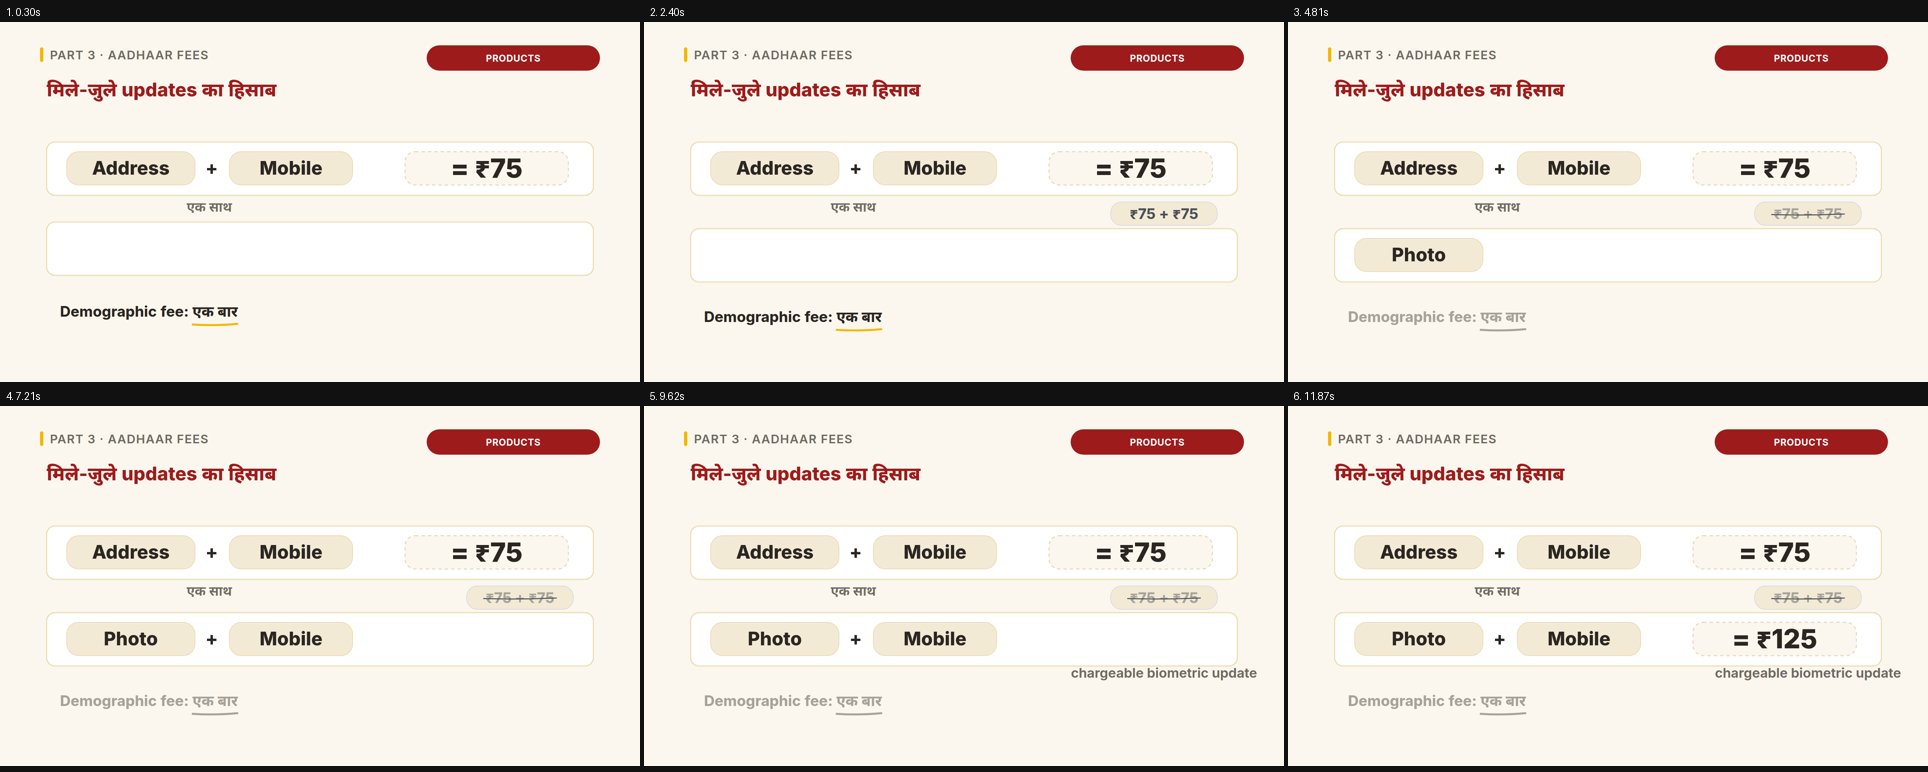 1. 0.30s
PART 3 · AADHAAR FEES
PRODUCTS
मिले-जुले updates का हिसाब
Address + Mobile = ₹75
एक साथ
Demographic fee: एक बार
2. 2.40s
PART 3 · AADHAAR FEES
PRODUCTS
मिले-जुले updates का हिसाब
Address + Mobile = ₹75
एक साथ
₹75 + ₹75
Demographic fee: एक बार
3. 4.81s
PART 3 · AADHAAR FEES
PRODUCTS
मिले-जुले updates का हिसाब
Address + Mobile = ₹75
एक साथ
₹75 + ₹75
Photo
Demographic fee: एक बार
4. 7.21s
PART 3 · AADHAAR FEES
PRODUCTS
मिले-जुले updates का हिसाब
Address + Mobile = ₹75
एक साथ
₹75 + ₹75
Photo + Mobile
Demographic fee: एक बार
5. 9.62s
PART 3 · AADHAAR FEES
PRODUCTS
मिले-जुले updates का हिसाब
Address + Mobile = ₹75
एक साथ
₹75 + ₹75
Photo + Mobile
chargeable biometric update
Demographic fee: एक बार
6. 11.87s
PART 3 · AADHAAR FEES
PRODUCTS
मिले-जुले updates का हिसाब
Address + Mobile = ₹75
एक साथ
₹75 + ₹75
Photo + Mobile = ₹125
chargeable biometric update
Demographic fee: एक बार